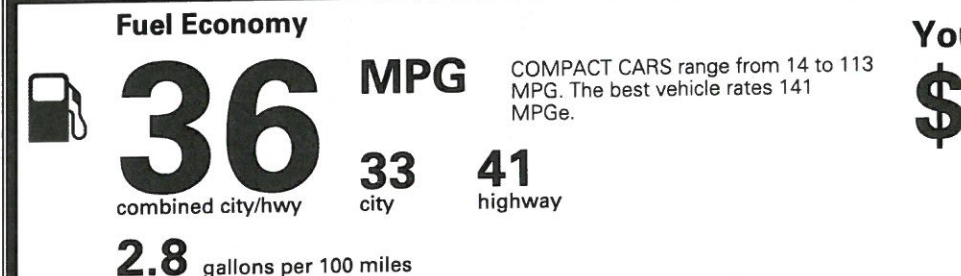 Fuel Economy
You
36 MPG
COMPACT CARS range from 14 to 113
MPG. The best vehicle rates 141
MPGe.
$
33 41
combined city/hwy city highway
2.8 gallons per 100 miles